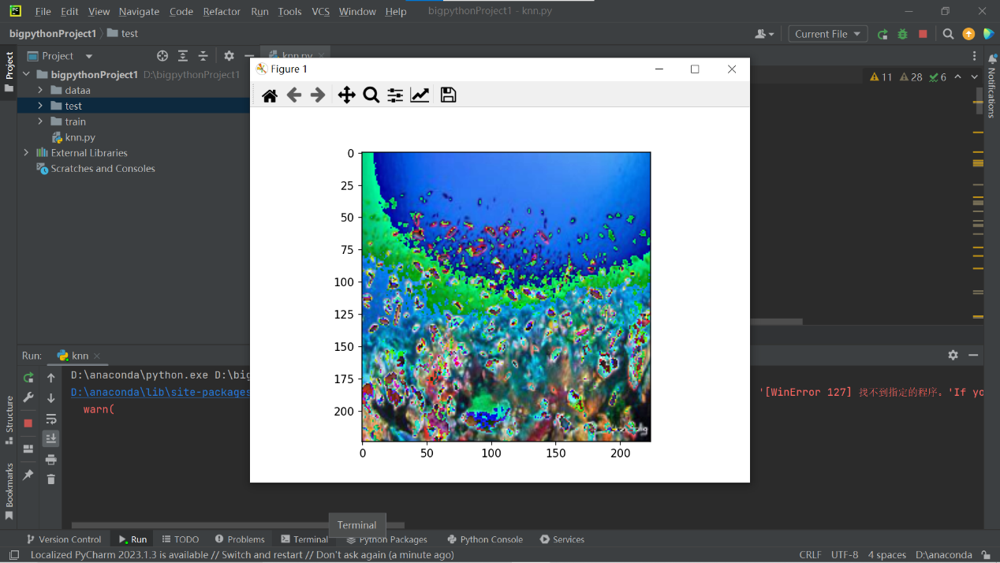 File Edit View Navigate Code Refactor Run Tools VCS Window Help bigpythonProject1 - knn.py
bigpythonProject1 test Current File
Project knn.py
Figure 1
bigpythonProject1 D:\bigpythonProject1
dataa
test
train
knn.py
External Libraries
Scratches and Consoles
11 28 6
Project
Notifications
Structure
Bookmarks
0
25
50
75
100
125
150
175
200
0 50 100 150 200
Run: knn
D:\anaconda\python.exe D:\big
D:\anaconda\lib\site-packages '[WinError 127] 找不到指定的程序。'If yo
warn(
Terminal
Version Control Run TODO Problems Terminal Python Packages Python Console Services
Localized PyCharm 2023.1.3 is available // Switch and restart // Don't ask again (a minute ago) CRLF UTF-8 4 spaces D:\anaconda